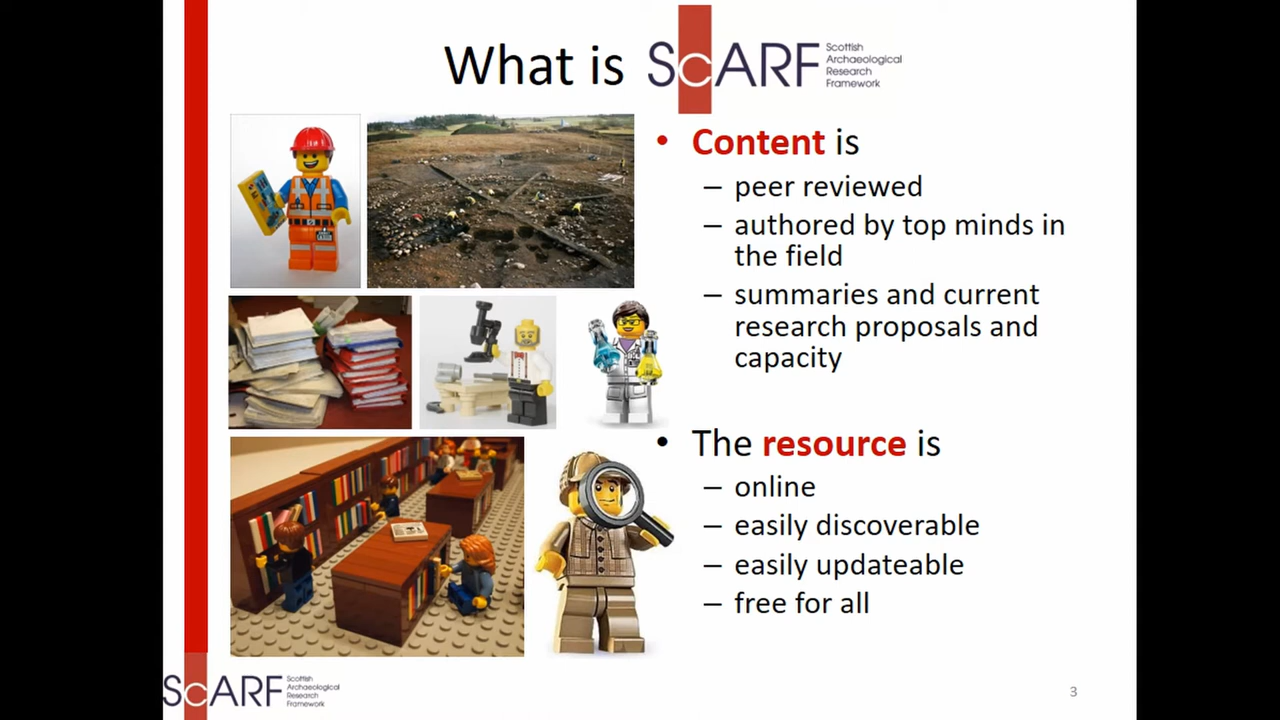 What is ScARF
Scottish
Archaeological
Research
Framework
• Content is
– peer reviewed
– authored by top minds in
the field
– summaries and current
research proposals and
capacity
• The resource is
– online
– easily discoverable
– easily updateable
– free for all
ScARF
Scottish
Archaeological
Research
Framework
3